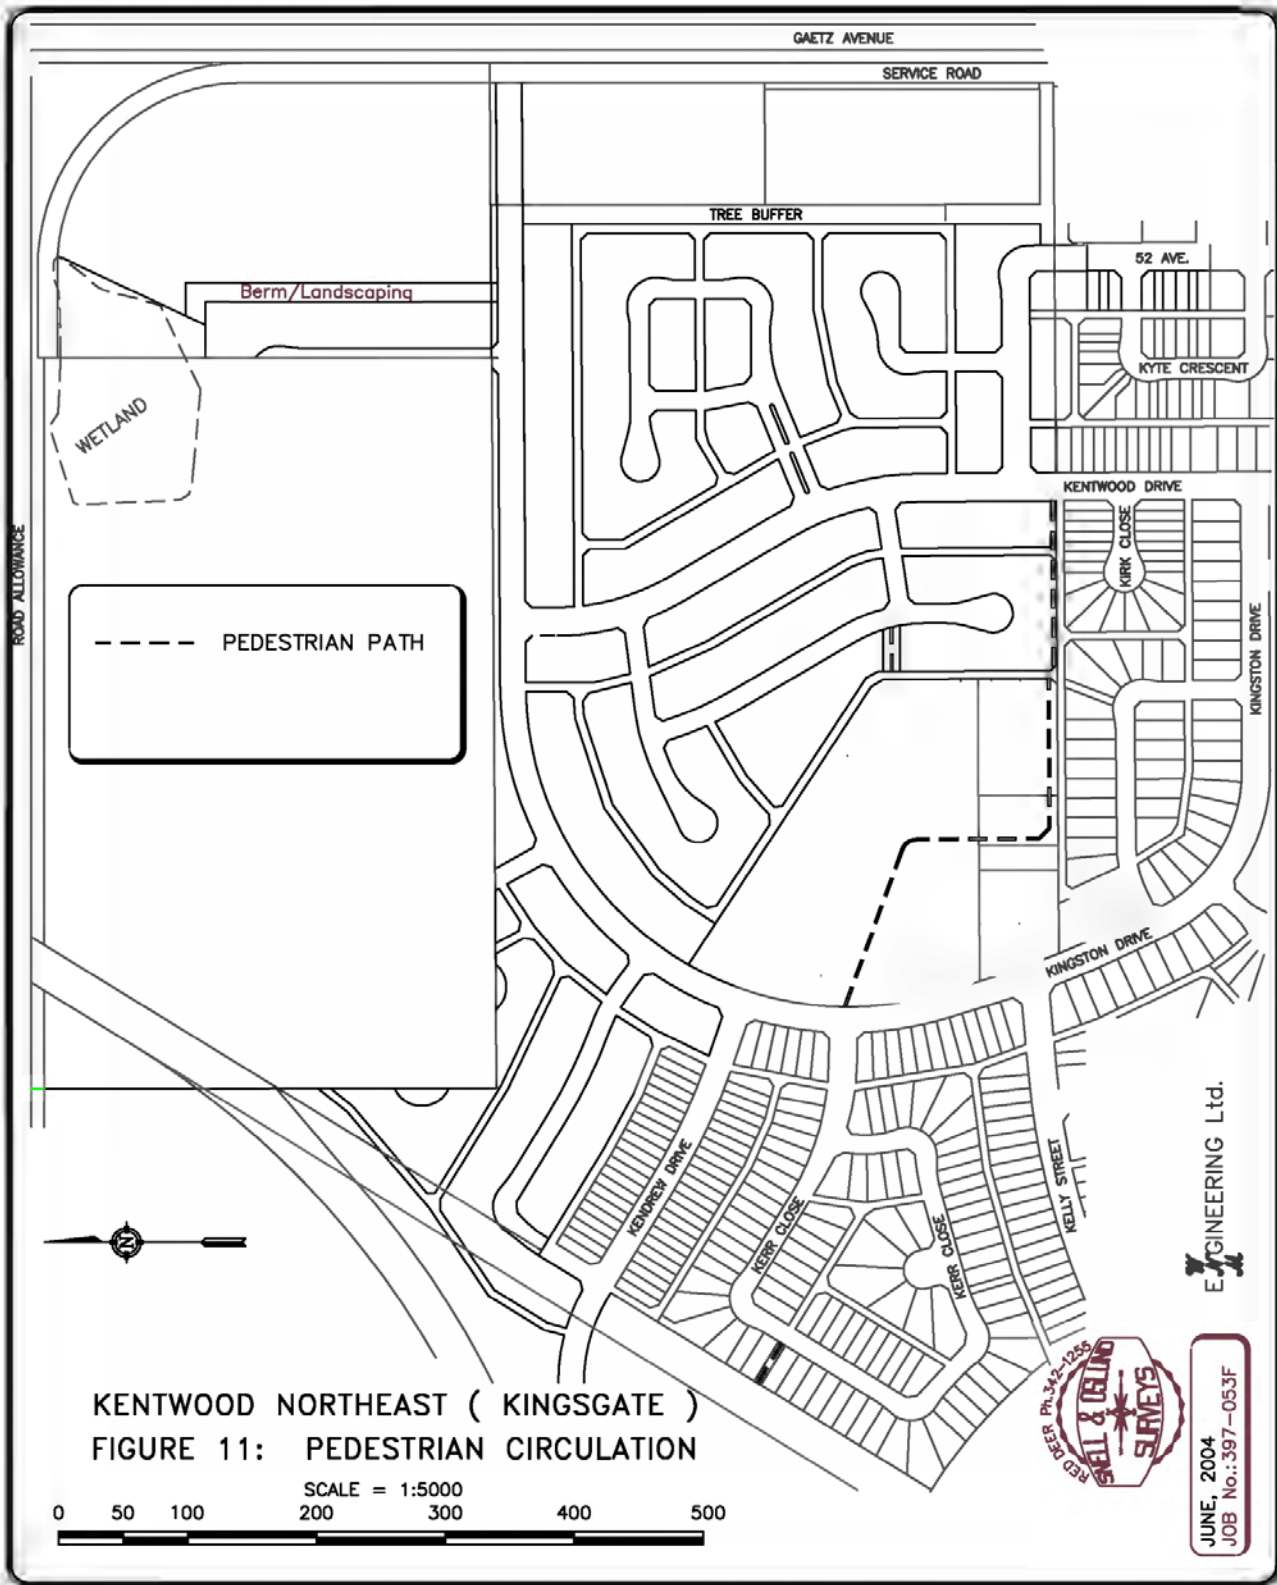 GAETZ AVENUE
SERVICE ROAD
TREE BUFFER
52 AVE.
Berm/Landscaping
KYTE CRESCENT
WETLAND
KENTWOOD DRIVE
KIRK CLOSE
ROAD ALLOWANCE
PEDESTRIAN PATH
KINGSTON DRIVE
KINGSTON DRIVE
KENDREW DRIVE
KERR CLOSE
KERR CLOSE
KELLY STREET
N
GINEERING Ltd.
RED DEER Ph.342-1255
SNELL & OSLUND
SURVEYS
JUNE, 2004
JOB No.:397-053F
KENTWOOD NORTHEAST ( KINGSGATE )
FIGURE 11: PEDESTRIAN CIRCULATION
SCALE = 1:5000
0 50 100 200 300 400 500